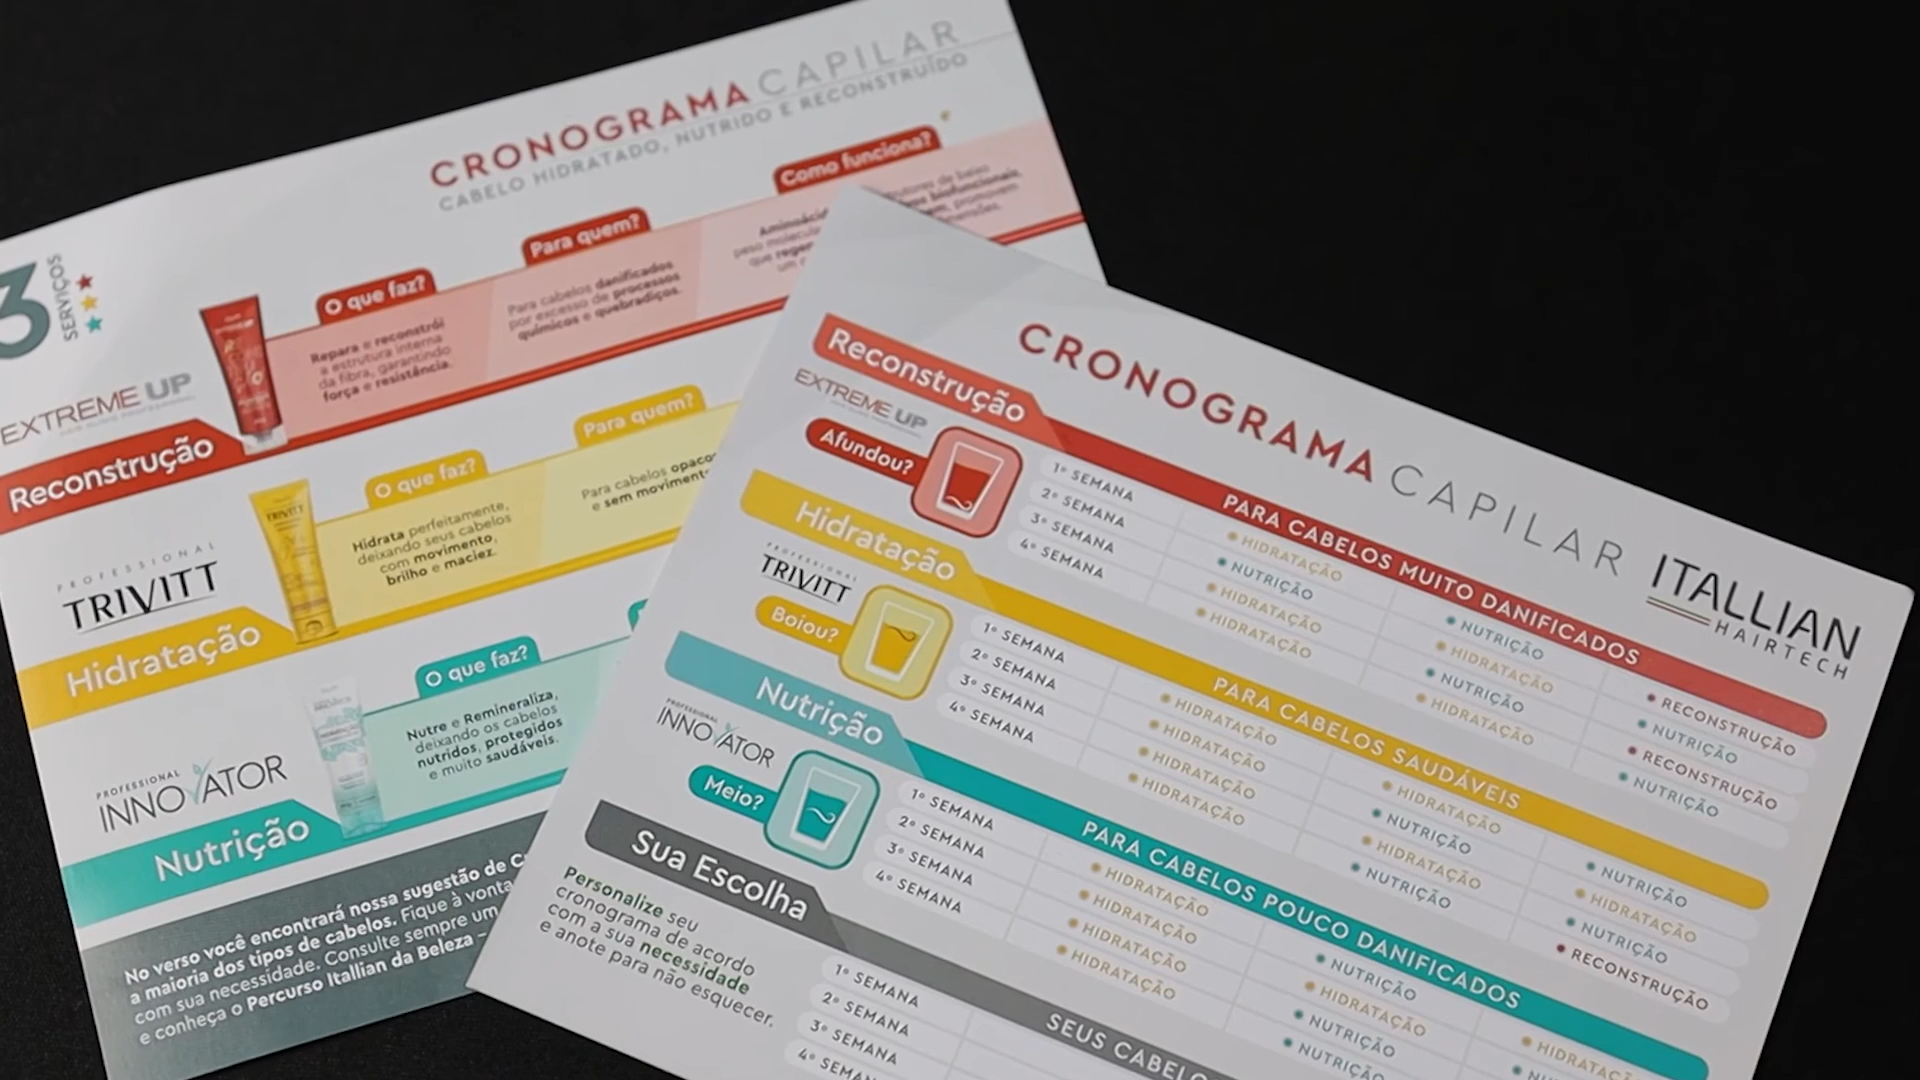 CRONOGRAMA CAPILAR
CABELO HIDRATADO, NUTRIDO E RECONSTRUÍDO
3 SERVIÇOS
EXTREME UP
Reconstrução
O que faz?
Repara e reconstrói
a estrutura interna
da fibra, garantindo
força e resistência.
Para quem?
Para cabelos danificados
por excesso de processos
químicos e quebradiços.
Como funciona?
PROFESSIONAL
TRIVITT
Hidratação
O que faz?
Hidrata perfeitamente,
deixando seus cabelos
com movimento,
brilho e maciez.
Para quem?
Para cabelos
e sem
PROFESSIONAL
INNOVATOR
Nutrição
O que faz?
Nutre e Remineraliza,
deixando os cabelos
nutridos, protegidos
e muito saudáveis.
No verso você encontrará nossa sugestão de
a maioria dos tipos de cabelos. Fique à
com sua necessidade. Consulte sempre um
e conheça o Percurso Itallian da Beleza –
CRONOGRAMA CAPILAR
ITALLIAN
HAIRTECH
Reconstrução
EXTREME UP
Afundou?
PARA CABELOS MUITO DANIFICADOS
1ª SEMANA HIDRATAÇÃO NUTRIÇÃO RECONSTRUÇÃO
2ª SEMANA NUTRIÇÃO HIDRATAÇÃO NUTRIÇÃO
3ª SEMANA HIDRATAÇÃO NUTRIÇÃO RECONSTRUÇÃO
4ª SEMANA HIDRATAÇÃO HIDRATAÇÃO NUTRIÇÃO
Hidratação
PROFESSIONAL
TRIVITT
Boiou?
PARA CABELOS SAUDÁVEIS
1ª SEMANA HIDRATAÇÃO HIDRATAÇÃO NUTRIÇÃO
2ª SEMANA HIDRATAÇÃO NUTRIÇÃO HIDRATAÇÃO
3ª SEMANA HIDRATAÇÃO HIDRATAÇÃO NUTRIÇÃO
4ª SEMANA HIDRATAÇÃO NUTRIÇÃO RECONSTRUÇÃO
Nutrição
PROFESSIONAL
INNOVATOR
Meio?
PARA CABELOS POUCO DANIFICADOS
1ª SEMANA HIDRATAÇÃO NUTRIÇÃO
2ª SEMANA HIDRATAÇÃO HIDRATAÇÃO
3ª SEMANA HIDRATAÇÃO NUTRIÇÃO
4ª SEMANA HIDRATAÇÃO NUTRIÇÃO
Sua Escolha
Personalize seu
cronograma de acordo
com a sua necessidade
e anote para não esquecer.
SEUS
1ª SEMANA
2ª SEMANA
3ª SEMANA
4ª SEMANA